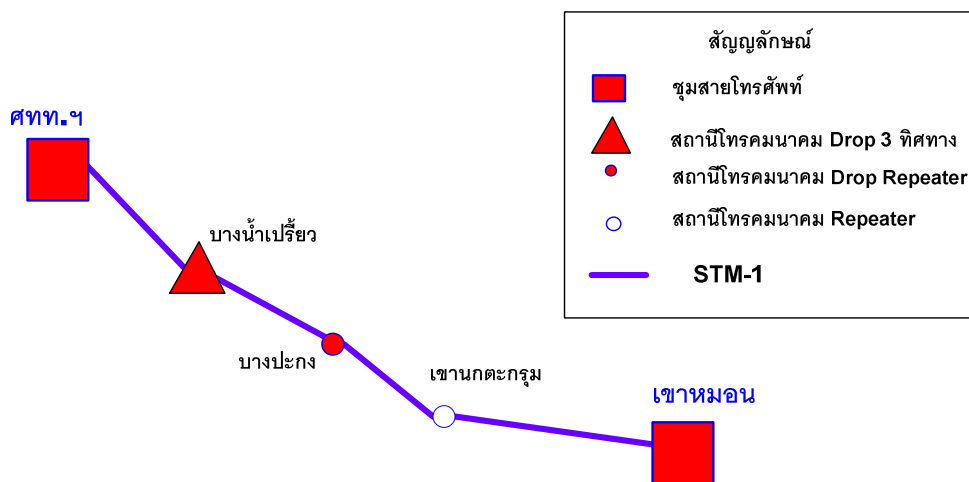 สัญญลักษณ์
ชุมสายโทรศัพท์
สถานีโทรคมนาคม Drop 3 ทิศทาง
สถานีโทรคมนาคม Drop Repeater
สถานีโทรคมนาคม Repeater
STM-1
ศทท.ฯ
บางน้ำเปรี้ยว
บางปะกง
เขานกตะกรุม
เขาหมอน